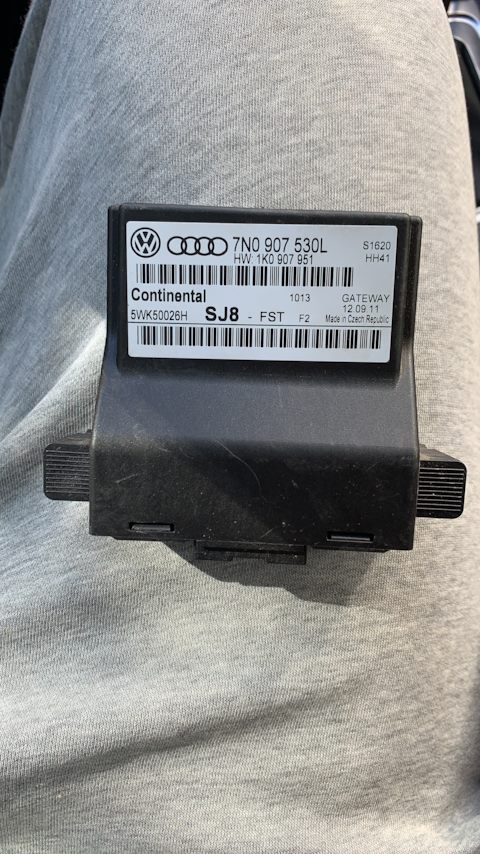 7N0 907 530L S1620
HW: 1K0 907 951 HH41
Continental 1013 GATEWAY
5WK50026H SJ8 - FST F2 12.09.11
Made in Czech Republic